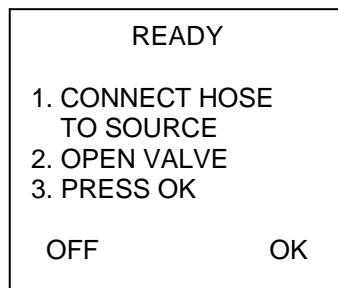 READY
1. CONNECT HOSE
TO SOURCE
2. OPEN VALVE
3. PRESS OK
OFF OK